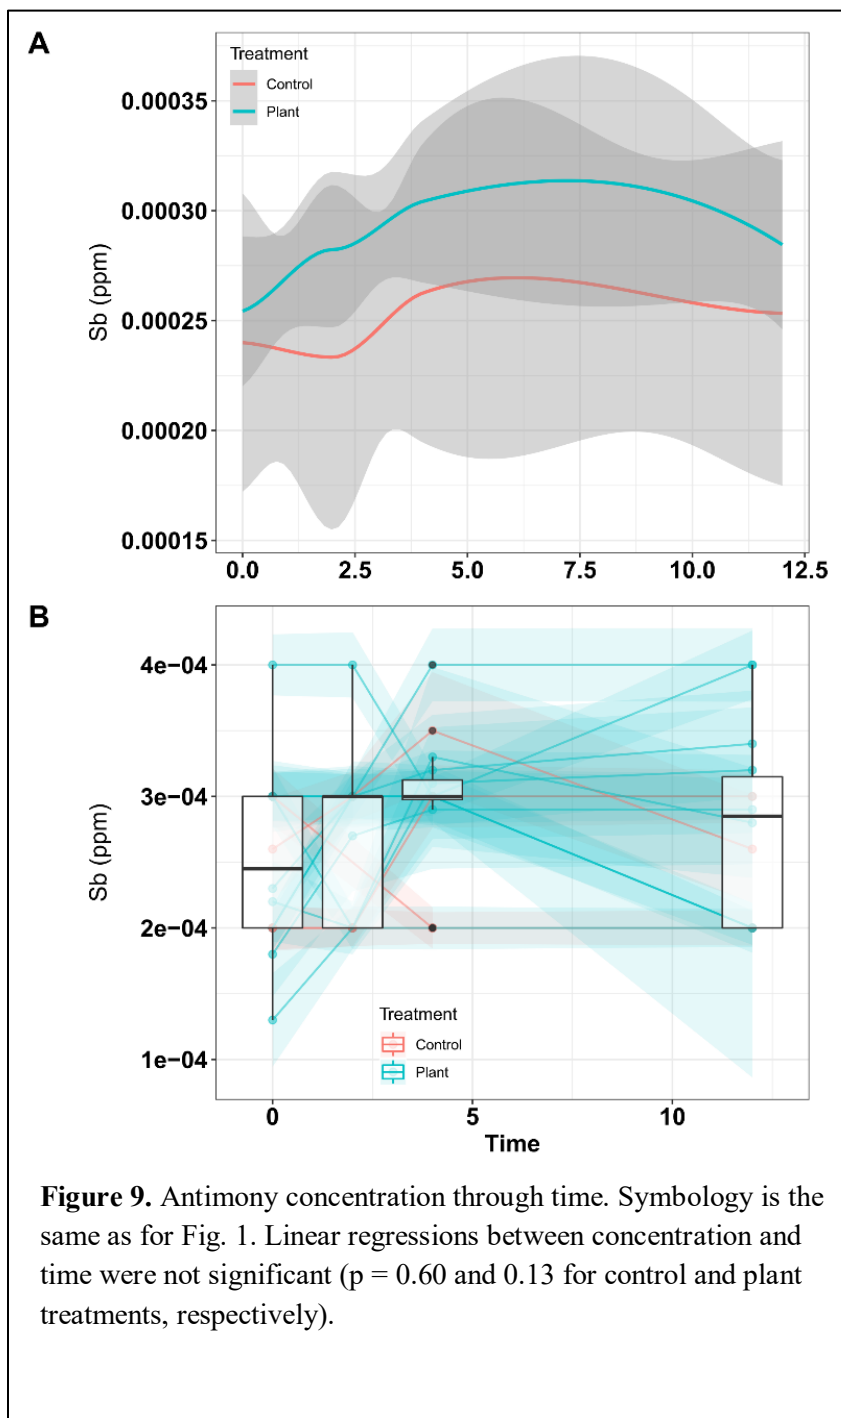 A
Treatment
Control
Plant
0.00035
0.00030
0.00025
0.00020
0.00015
Sb (ppm)
0.0 2.5 5.0 7.5 10.0 12.5
B
4e−04
3e−04
2e−04
1e−04
Sb (ppm)
Treatment
Control
Plant
0 5 10
Time
Figure 9. Antimony concentration through time. Symbology is the
same as for Fig. 1. Linear regressions between concentration and
time were not significant (p = 0.60 and 0.13 for control and plant
treatments, respectively).